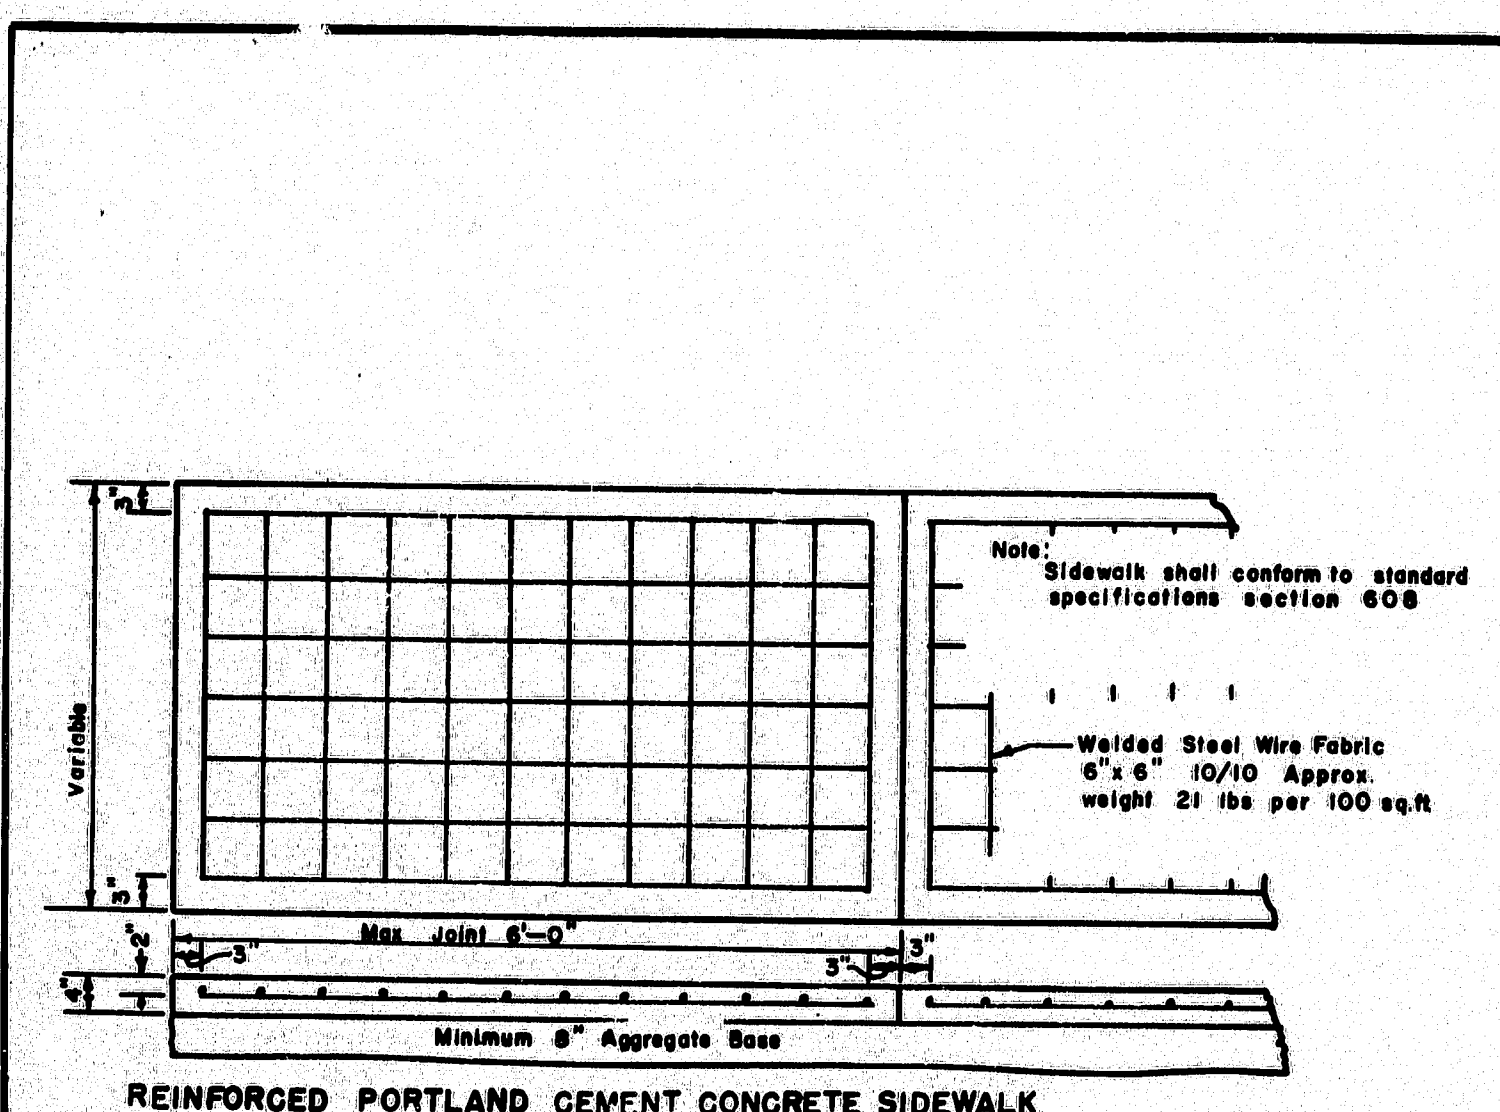 3"
Note:
Sidewalk shall conform to standard
specifications section 608
Variable
Welded Steel Wire Fabric
6"x 6" 10/10 Approx.
weight 21 lbs per 100 sq.ft
3"
Max Joint 6'-0"
2"
3"
3"
3"
4"
Minimum 8" Aggregate Base
REINFORCED PORTLAND CEMENT CONCRETE SIDEWALK